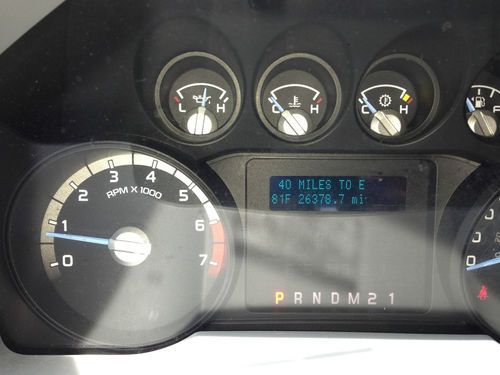 L H
C H
C
F
40 MILES TO E
81F 26378.7 mi
0 1 2 3 4 5 6 7
RPM X 1000
P R N D M 2 1